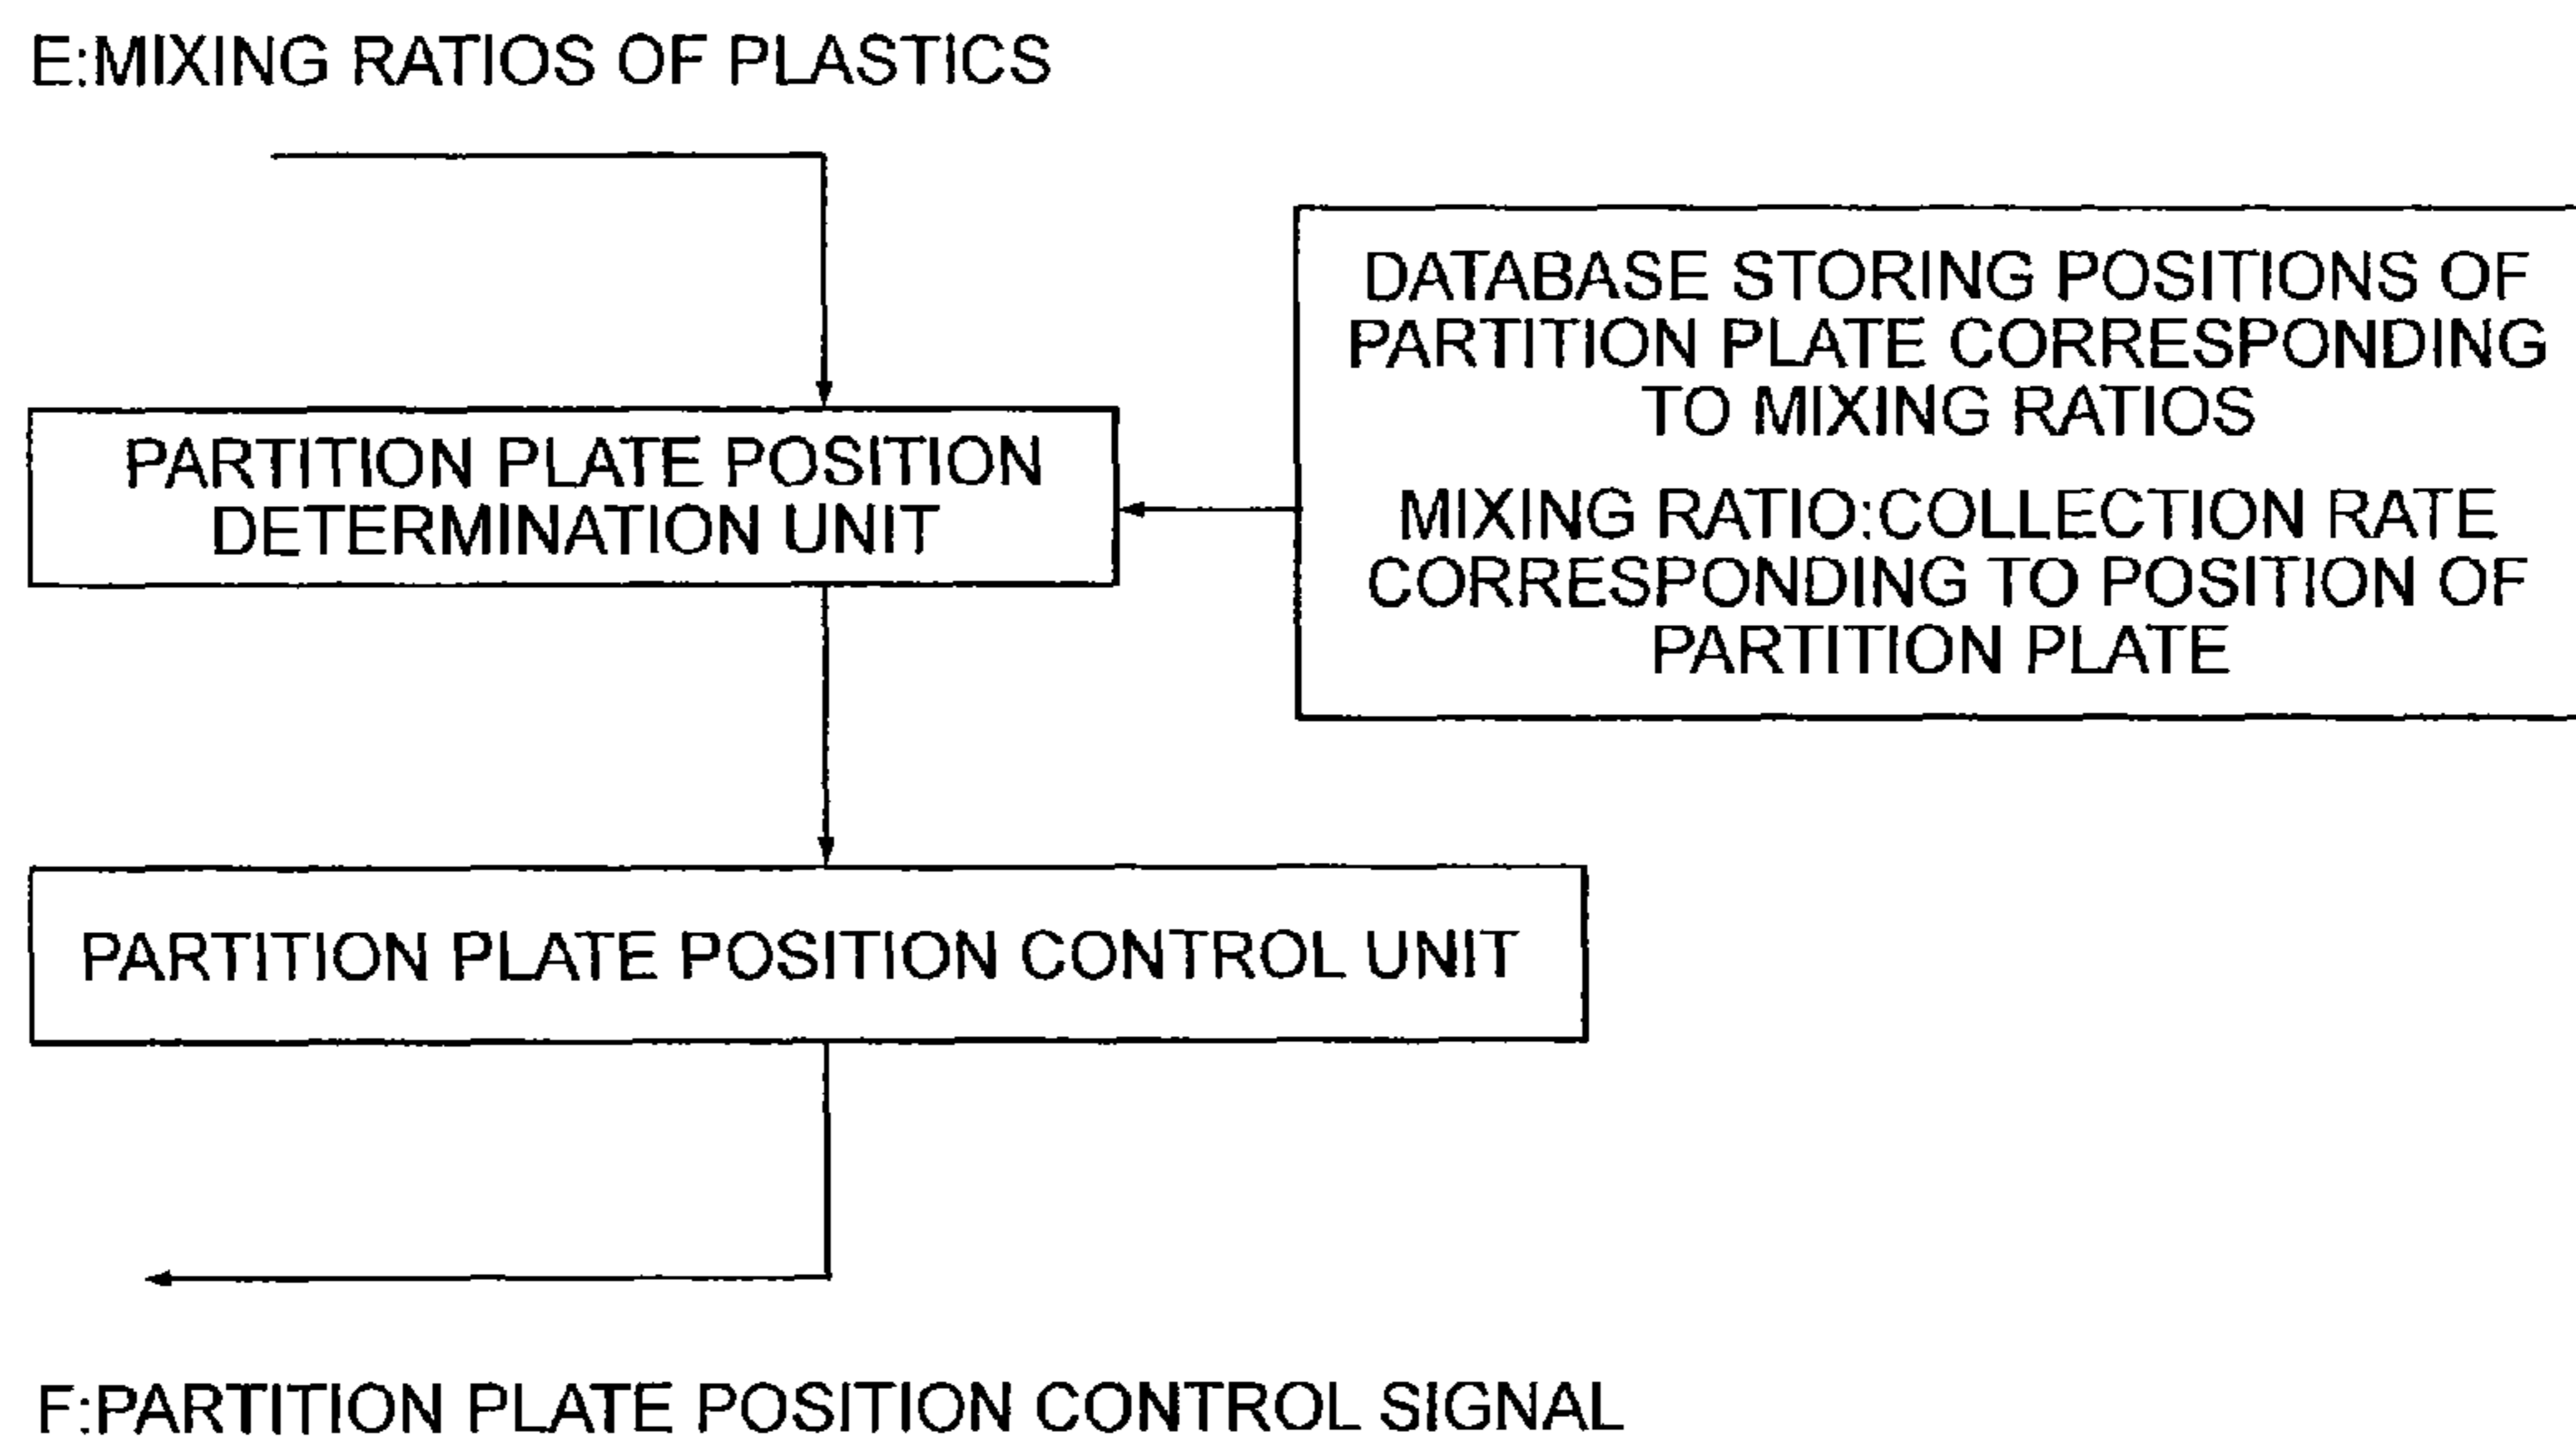 E:MIXING RATIOS OF PLASTICS
DATABASE STORING POSITIONS OF
PARTITION PLATE CORRESPONDING
TO MIXING RATIOS
MIXING RATIO:COLLECTION RATE
CORRESPONDING TO POSITION OF
PARTITION PLATE
PARTITION PLATE POSITION
DETERMINATION UNIT
PARTITION PLATE POSITION CONTROL UNIT
F:PARTITION PLATE POSITION CONTROL SIGNAL